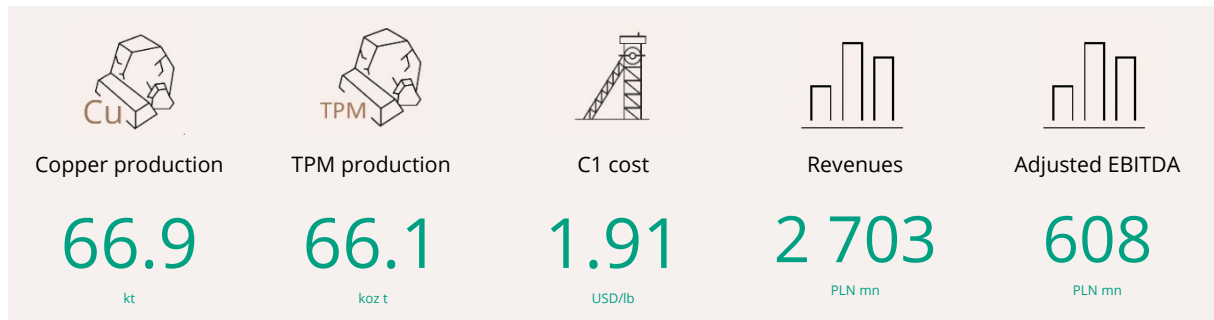 Cu
TPM
Copper production
TPM production
C1 cost
Revenues
Adjusted EBITDA
66.9
66.1
1.91
2 703
608
kt
koz t
USD/lb
PLN mn
PLN mn